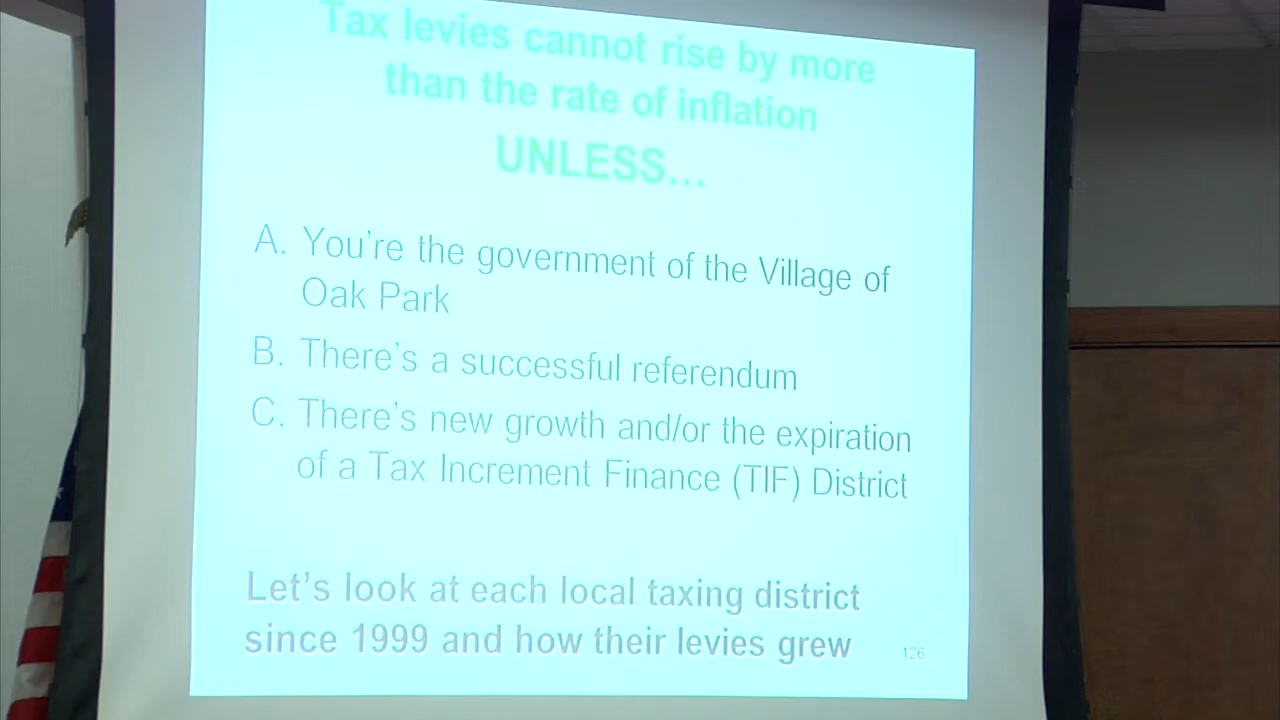 Tax levies cannot rise by more
than the rate of inflation
UNLESS...
A. You're the government of the Village of
Oak Park
B. There's a successful referendum
C. There's new growth and/or the expiration
of a Tax Increment Finance (TIF) District
Let's look at each local taxing district
since 1999 and how their levies grew
126